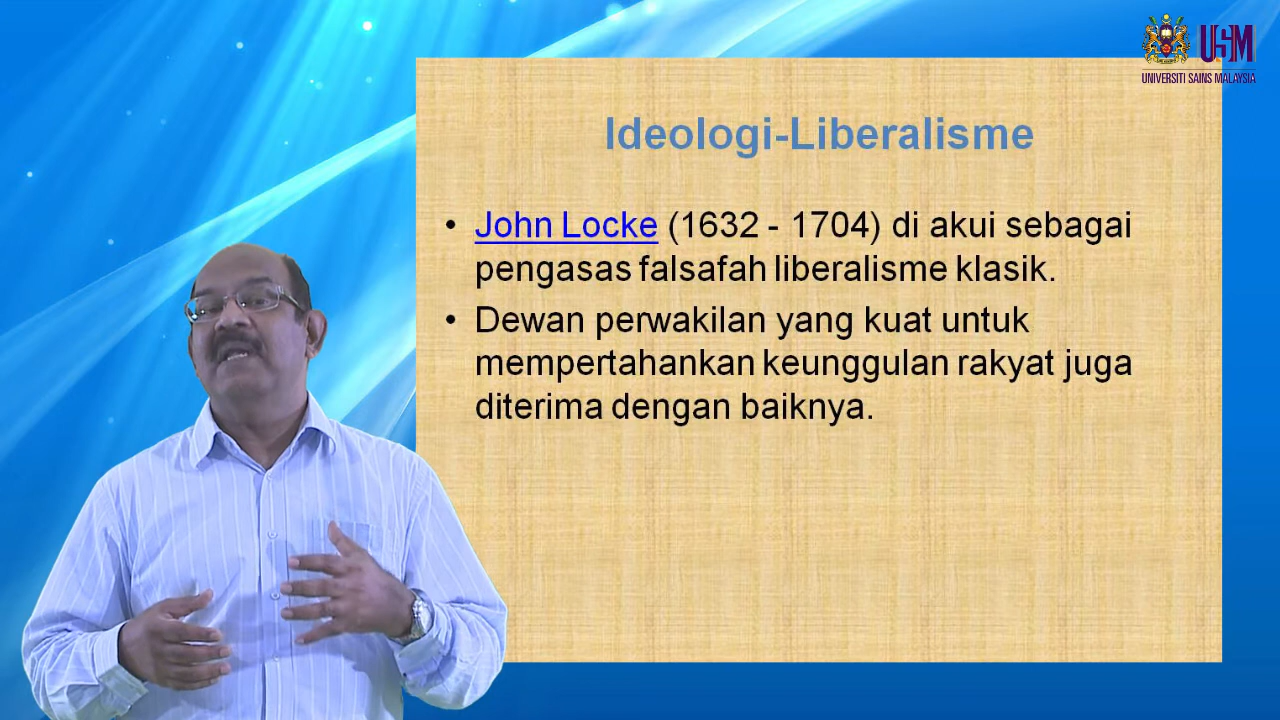 USM
UNIVERSITI SAINS MALAYSIA
Ideologi-Liberalisme
• John Locke (1632 - 1704) di akui sebagai
pengasas falsafah liberalisme klasik.
• Dewan perwakilan yang kuat untuk
mempertahankan keunggulan rakyat juga
diterima dengan baiknya.